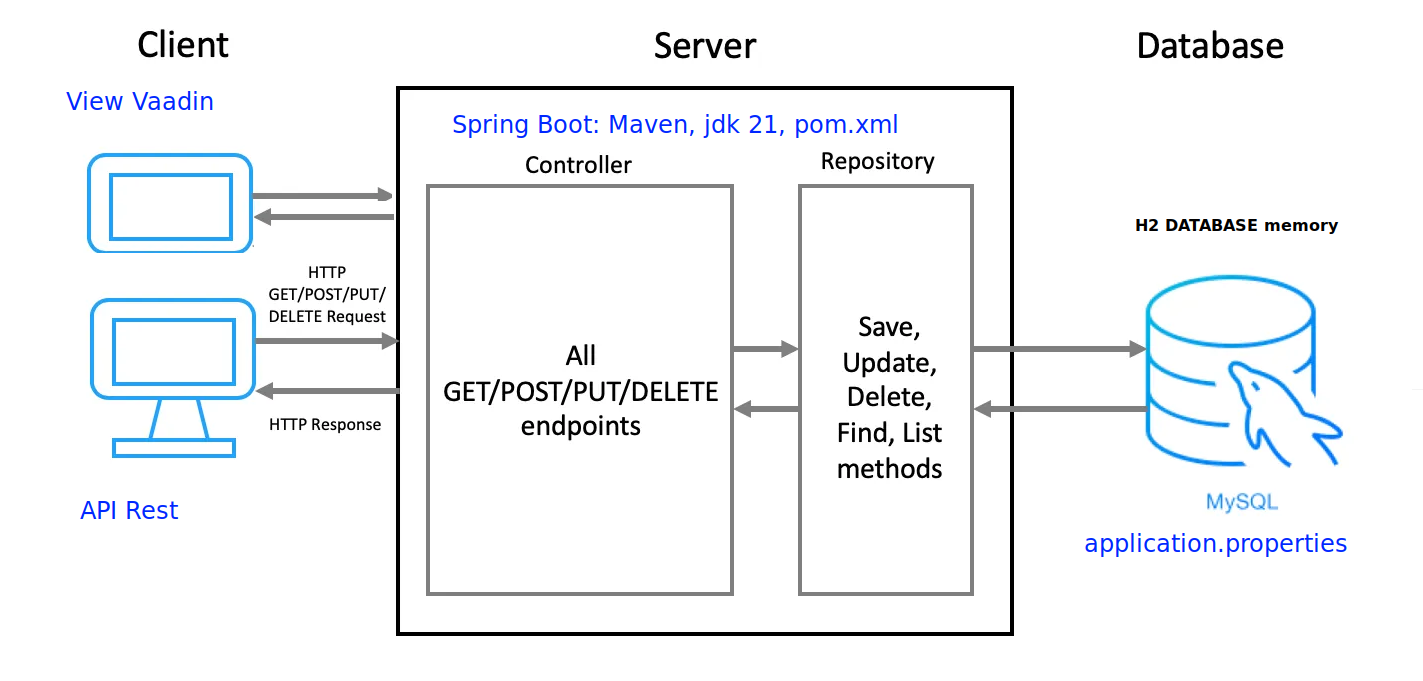 Client
Server
Database
View Vaadin
Spring Boot: Maven, jdk 21, pom.xml
Controller
Repository
H2 DATABASE memory
HTTP
GET/POST/PUT/
DELETE Request
HTTP Response
API Rest
All
GET/POST/PUT/DELETE
endpoints
Save,
Update,
Delete,
Find, List
methods
MySQL
application.properties